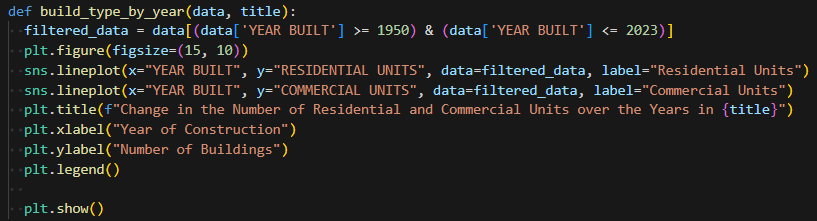 def build_type_by_year(data, title):
  filtered_data = data[(data['YEAR BUILT'] >= 1950) & (data['YEAR BUILT'] <= 2023)]
  plt.figure(figsize=(15, 10))
  sns.lineplot(x="YEAR BUILT", y="RESIDENTIAL UNITS", data=filtered_data, label="Residential Units")
  sns.lineplot(x="YEAR BUILT", y="COMMERCIAL UNITS", data=filtered_data, label="Commercial Units")
  plt.title(f"Change in the Number of Residential and Commercial Units over the Years in {title}")
  plt.xlabel("Year of Construction")
  plt.ylabel("Number of Buildings")
  plt.legend()
  plt.show()